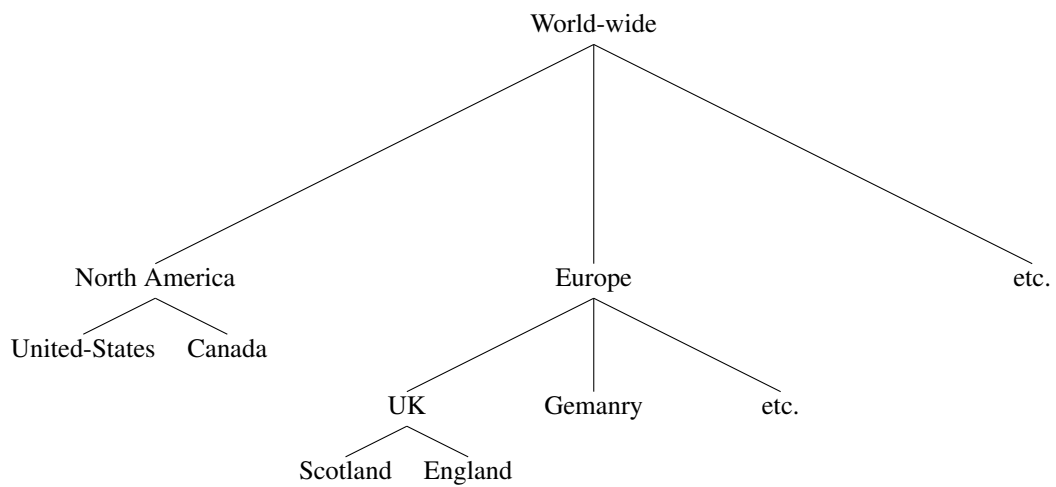 World-wide
North America Europe etc.
United-States Canada
UK Gemanry etc.
Scotland England